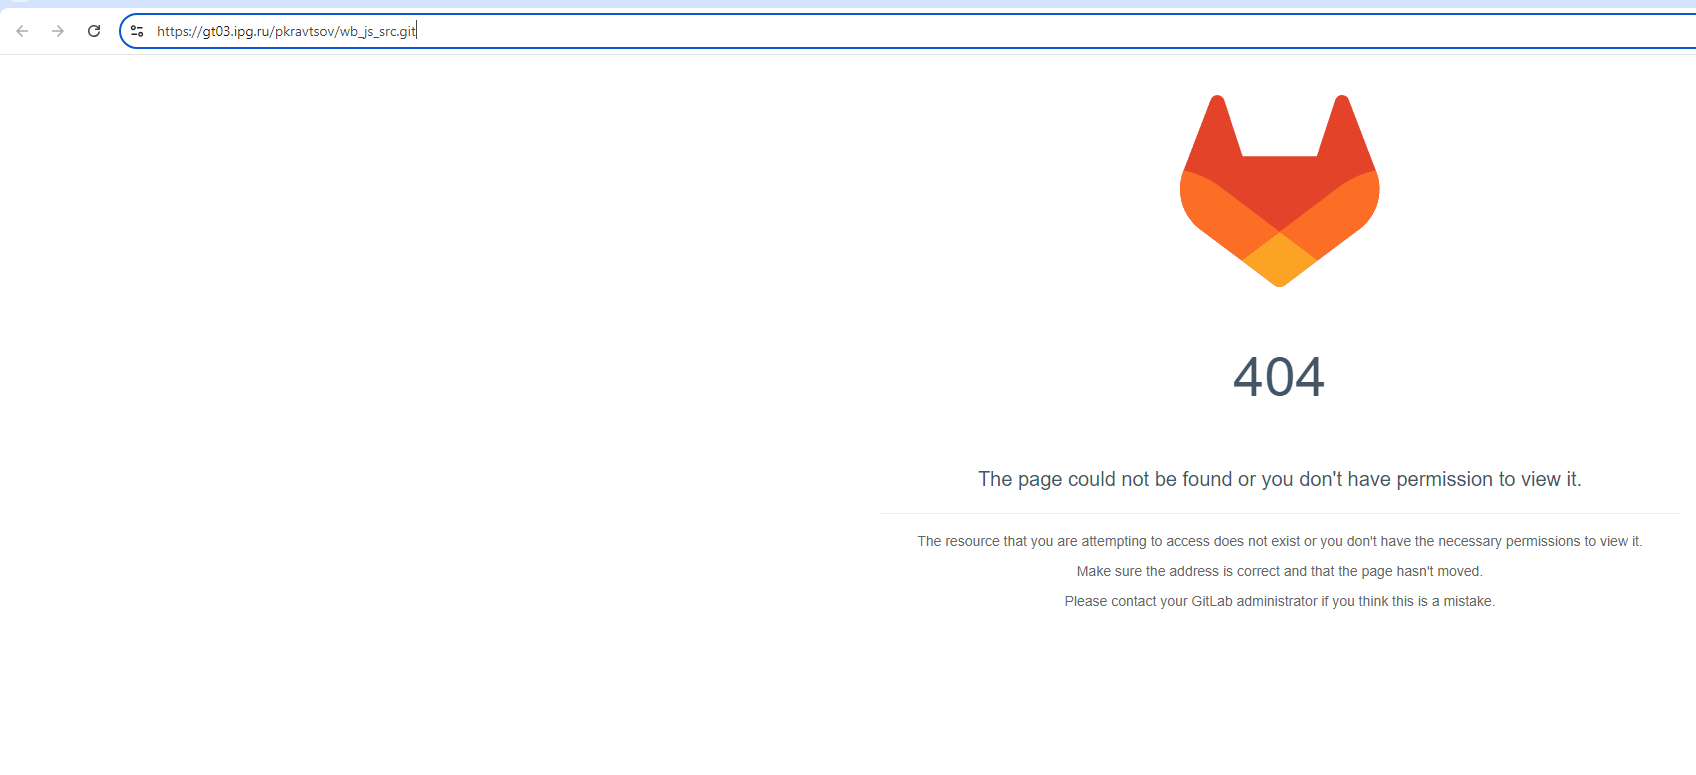 https://gt03.ipg.ru/pkravtsov/wb_js_src.git
404
The page could not be found or you don't have permission to view it.
The resource that you are attempting to access does not exist or you don't have the necessary permissions to view it.
Make sure the address is correct and that the page hasn't moved.
Please contact your GitLab administrator if you think this is a mistake.